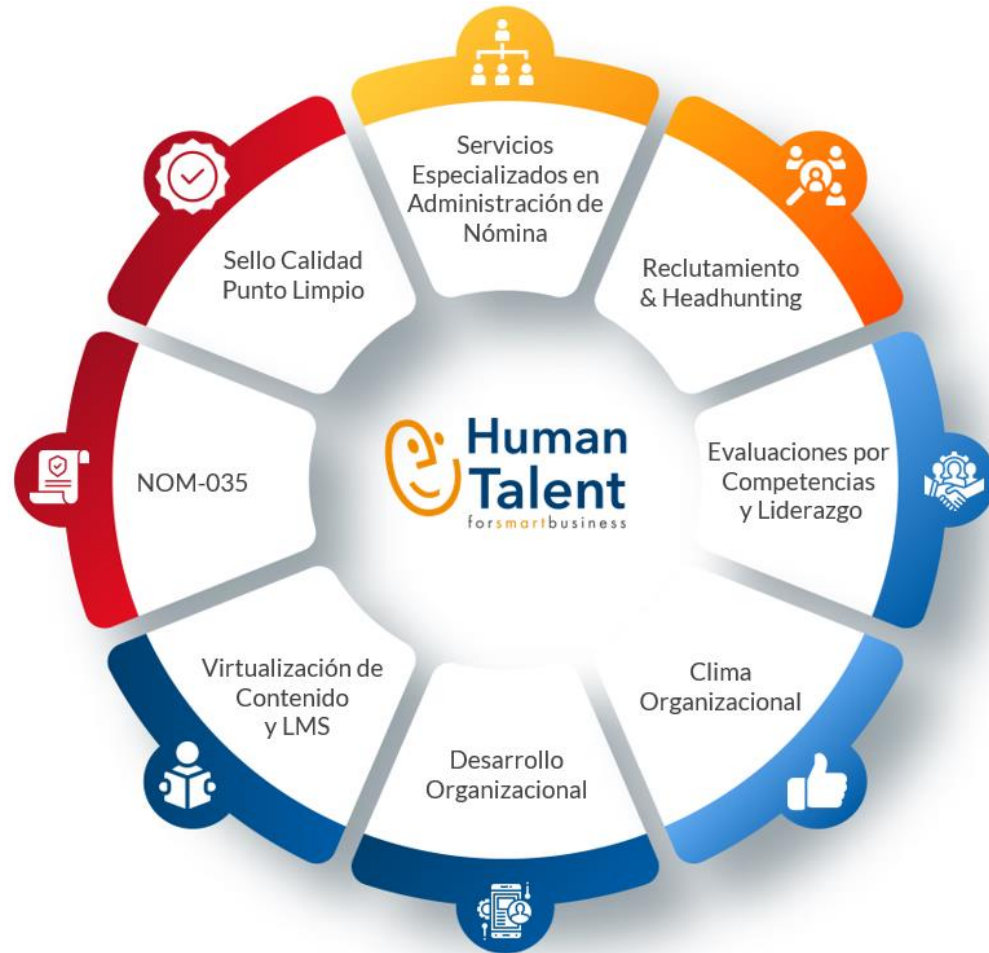 Servicios
Especializados en
Administración de
Nómina
Reclutamiento
& Headhunting
Evaluaciones por
Competencias
y Liderazgo
Clima
Organizacional
Desarrollo
Organizacional
Virtualización de
Contenido
y LMS
NOM-035
Sello Calidad
Punto Limpio
Human
Talent
forsmartbusiness